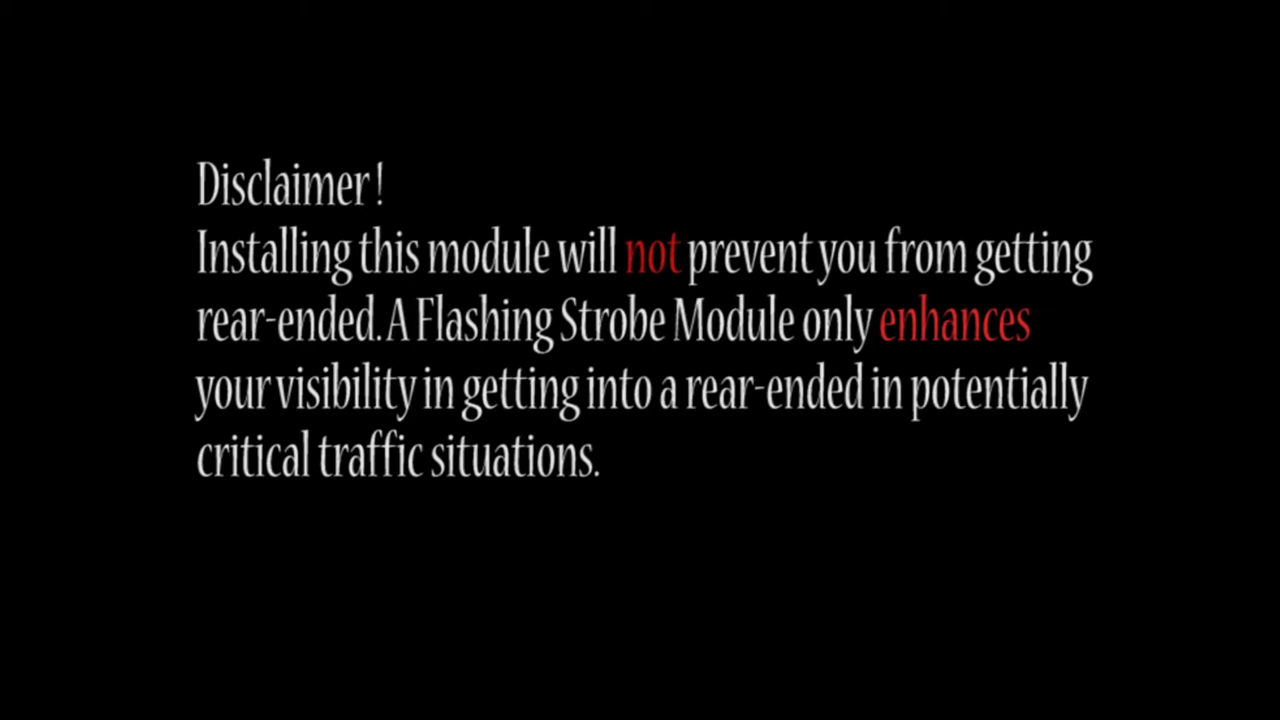 Disclaimer !
Installing this module will not prevent you from getting
rear-ended. A Flashing Strobe Module only enhances
your visibility in getting into a rear-ended in potentially
critical traffic situations.